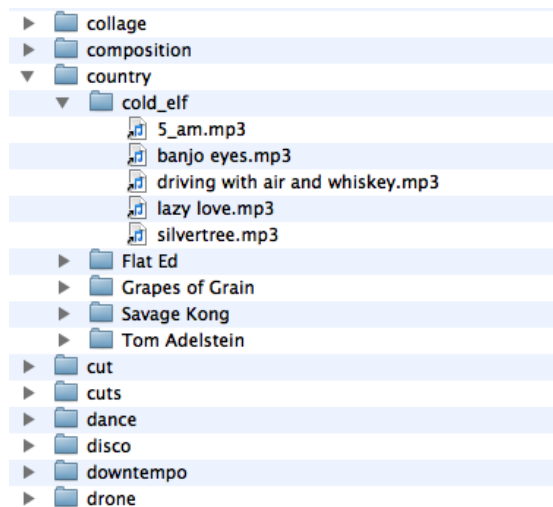 collage
composition
country
cold_elf
5_am.mp3
banjo eyes.mp3
driving with air and whiskey.mp3
lazy love.mp3
silvertree.mp3
Flat Ed
Grapes of Grain
Savage Kong
Tom Adelstein
cut
cuts
dance
disco
downtempo
drone